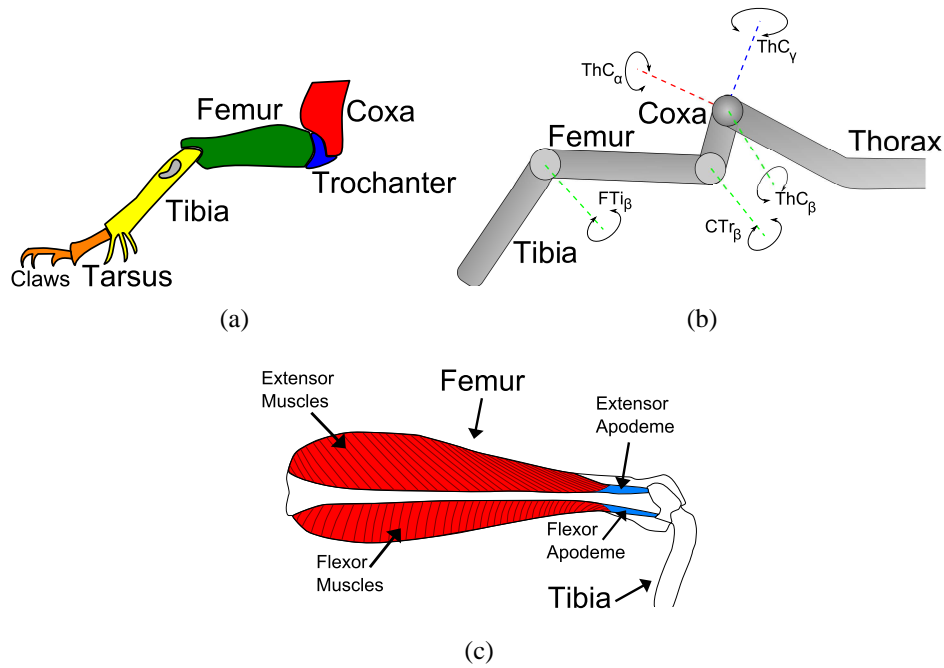 Femur
Coxa
Trochanter
Tibia
Claws
Tarsus
(a)
ThCγ
ThCα
Coxa
Femur
Thorax
FTiβ
ThCβ
CTrβ
Tibia
(b)
Extensor
Muscles
Femur
Extensor
Apodeme
Flexor
Muscles
Flexor
Apodeme
Tibia
(c)